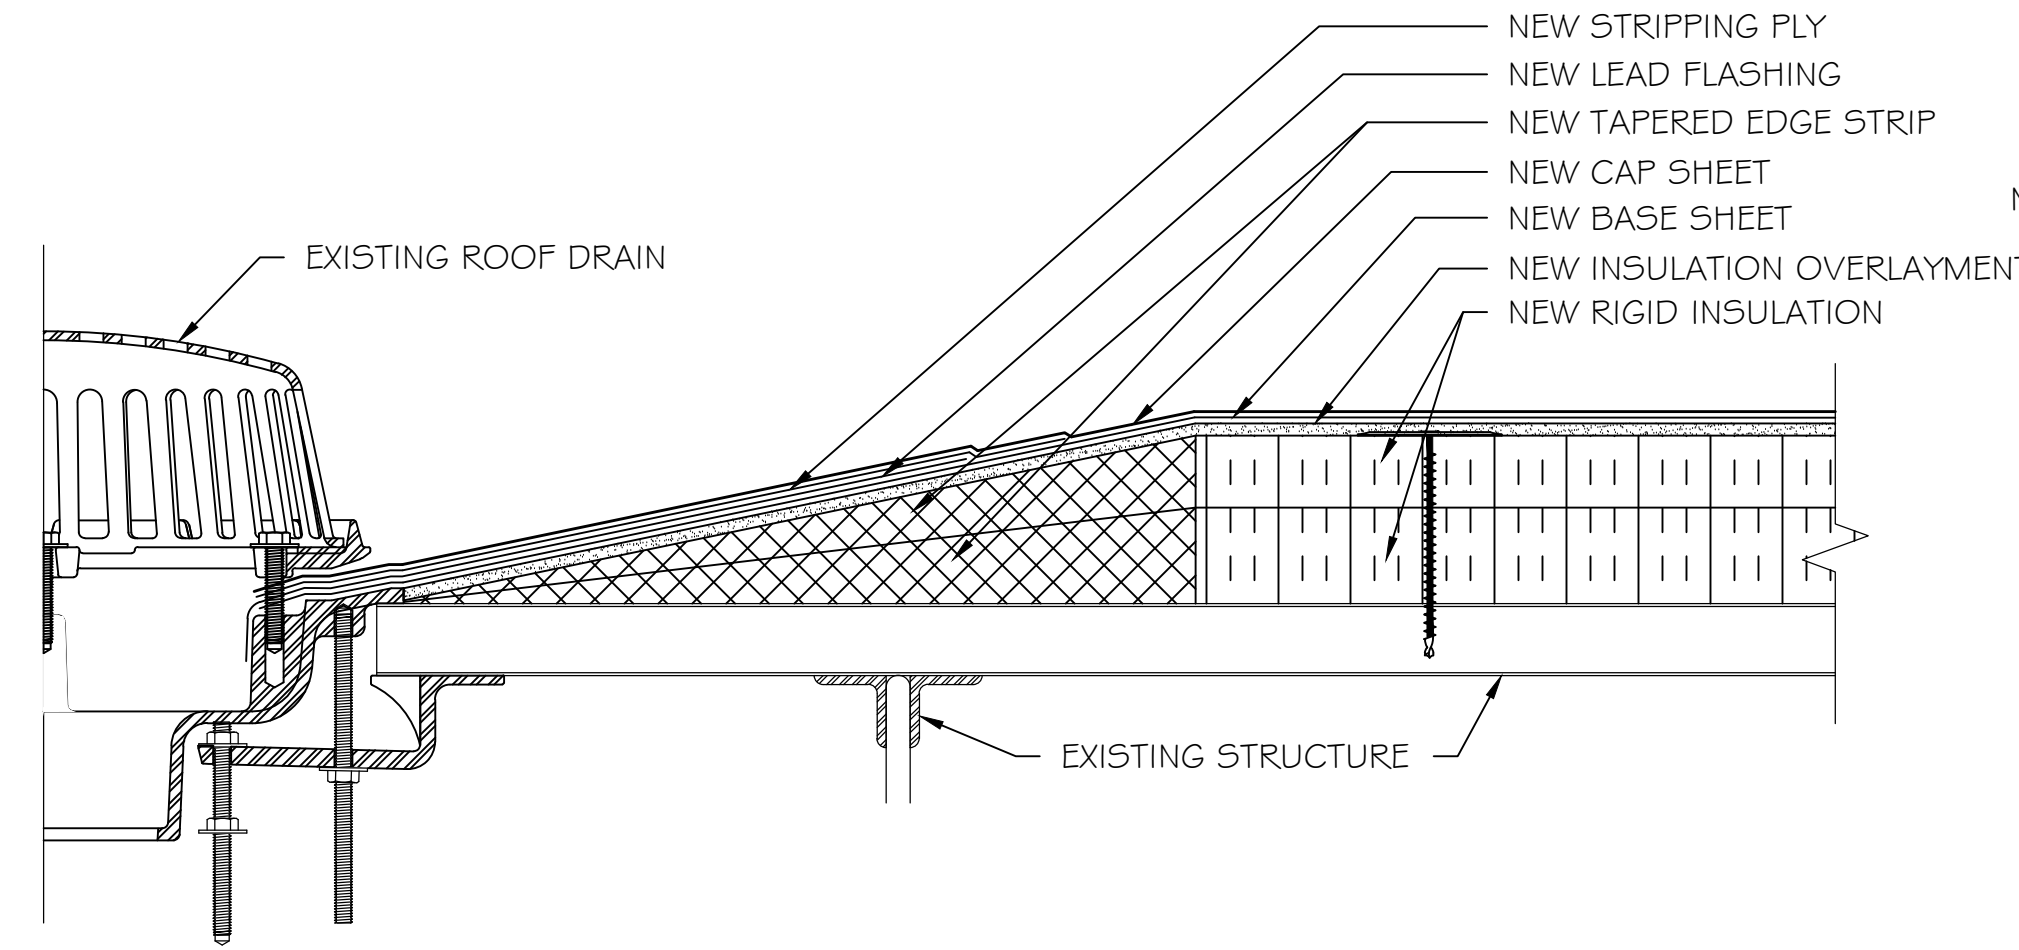 NEW STRIPPING PLY
NEW LEAD FLASHING
NEW TAPERED EDGE STRIP
NEW CAP SHEET
NEW BASE SHEET
NEW INSULATION OVERLAYMENT
NEW RIGID INSULATION
EXISTING ROOF DRAIN
EXISTING STRUCTURE